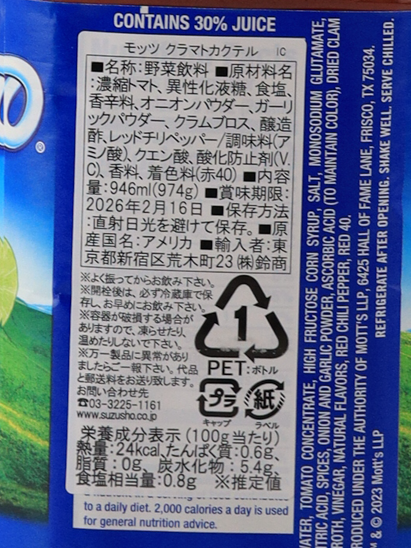 CONTAINS 30% JUICE
モッツ クラマトカクテル IC
■名称:野菜飲料 ■原材料名
:濃縮トマト、異性化液糖、食塩、
香辛料、オニオンパウダー、ガーリ
ックパウダー、クラムブロス、醸造
酢、レッドチリペッパー/調味料(ア
ミノ酸)、クエン酸、酸化防止剤(V.
C)、香料、着色料(赤40) ■内容
量:946ml(974g) ■賞味期限:
2026年2月16日 ■保存方法
:直射日光を避けて保存。■原
産国名:アメリカ ■輸入者:東
京都新宿区荒木町23 ㈱鈴商
※よく振ってからお飲み下さい。
※開栓後は、必ず冷蔵庫で保
存し、お早めにお飲み下さい。
※容器が破損する場合が
ありますので、凍らせたり、
温めたりしないで下さい。
※万一製品に異常があり
ましたらご一報下さい。代品
と郵送料をお送り致します。
お問い合わせ先
☎03-3225-1161
www.suzusho.co.jp
1
PET:ボトル
プラ
キャップ
紙
ラベル
栄養成分表示(100g当たり)
熱量:24kcal、たんぱく質:0.6g、
脂質:0g、炭水化物:5.4g、
食塩相当量:0.8g ※推定値
to a daily diet. 2,000 calories a day is used
for general nutrition advice.
WATER, TOMATO CONCENTRATE, HIGH FRUCTOSE CORN SYRUP, SALT, MONOSODIUM GLUTAMATE,
CITRIC ACID, SPICES, ONION AND GARLIC POWDER, ASCORBIC ACID (TO MAINTAIN COLOR), DRIED CLAM
BROTH, VINEGAR, NATURAL FLAVORS, RED CHILI PEPPER, RED 40.
PRODUCED UNDER THE AUTHORITY OF MOTT'S LLP, 6425 HALL OF FAME LANE, FRISCO, TX 75034.
REFRIGERATE AFTER OPENING. SHAKE WELL. SERVE CHILLED.
& © 2023 Mott's LLP